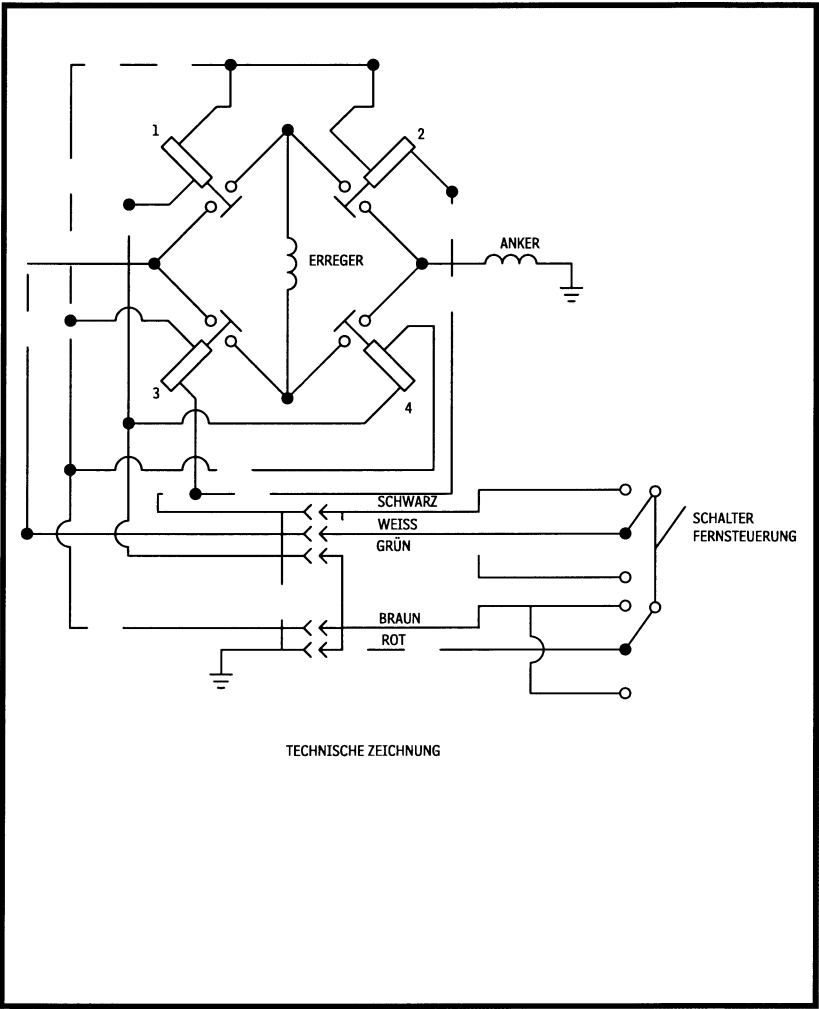 1
2
ANKER
ERREGER
3
4
SCHWARZ
WEISS
GRÜN
SCHALTER
FERNSTEUERUNG
BRAUN
ROT
TECHNISCHE ZEICHNUNG